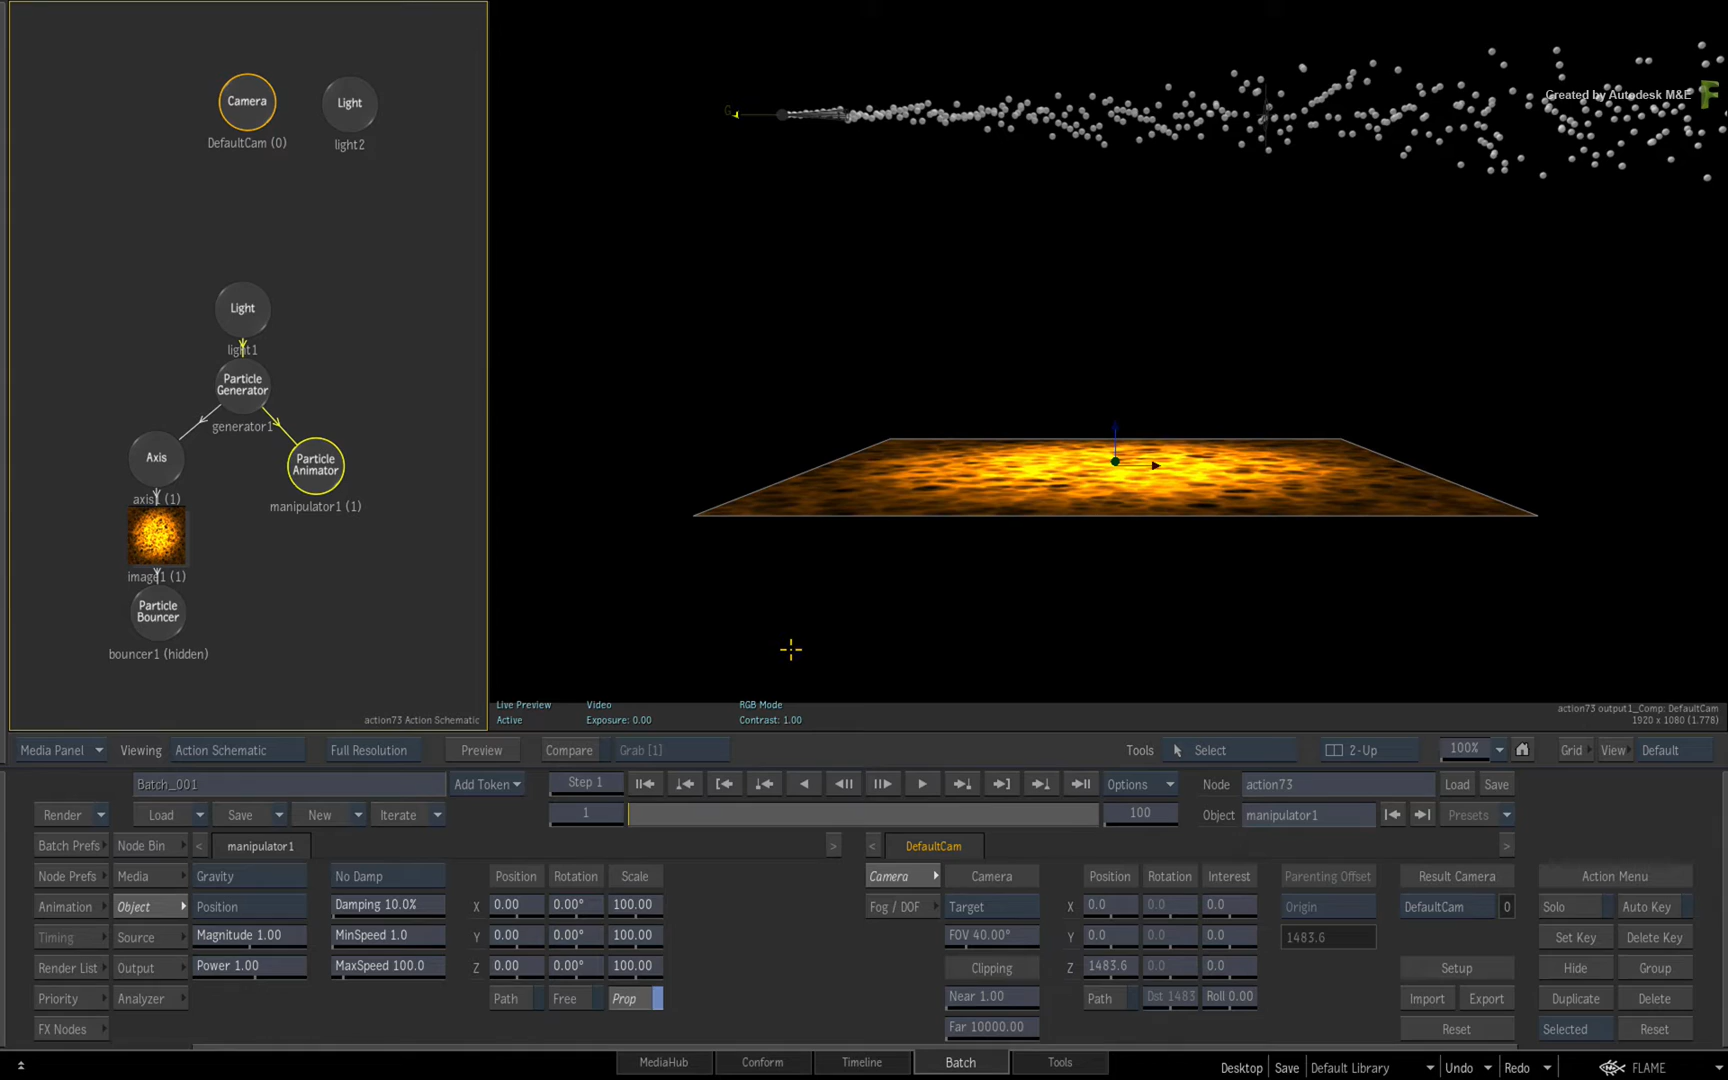 Camera
DefaultCam (0)
Light
light2
Light
light1
Particle
Generator
generator1
Axis
axis1 (1)
Particle
Animator
manipulator1 (1)
image1 (1)
Particle
Bouncer
bouncer1 (hidden)
action73 Action Schematic
G
Created by Autodesk M&E
Live Preview
Active
Video
Exposure: 0.00
RGB Mode
Contrast: 1.00
action73 output1_Comp: DefaultCam
1920 x 1080 (1.778)
Media Panel Viewing Action Schematic Full Resolution Preview Compare Grab [1] Tools Select 2-Up 100% Grid View Default
Batch_001 Add Token Step 1 Options Node action73 Load Save
Render Load Save New Iterate 1 100 Object manipulator1 Presets
Batch Prefs Node Bin < manipulator1 > < DefaultCam >
Node Prefs Media Gravity No Damp Position Rotation Scale Camera Camera Position Rotation Interest Parenting Offset Result Camera Action Menu
Animation Object Position Damping 10.0% X 0.00 0.00° 100.00 Fog / DOF Target X 0.0 0.0 0.0 Origin DefaultCam 0 Solo Auto Key
Timing Source Magnitude 1.00 MinSpeed 1.0 Y 0.00 0.00° 100.00 FOV 40.00° Y 0.0 0.0 0.0 1483.6 Set Key Delete Key
Render List Output Power 1.00 MaxSpeed 100.0 Z 0.00 0.00° 100.00 Clipping Z 1483.6 0.0 0.0 Setup Hide Group
Priority Analyzer Path Free Prop Near 1.00 Path Dst 1483 Roll 0.00 Import Export Duplicate Delete
FX Nodes Far 10000.00 Reset Selected Reset
MediaHub Conform Timeline Batch Tools Desktop Save Default Library Undo Redo FLAME